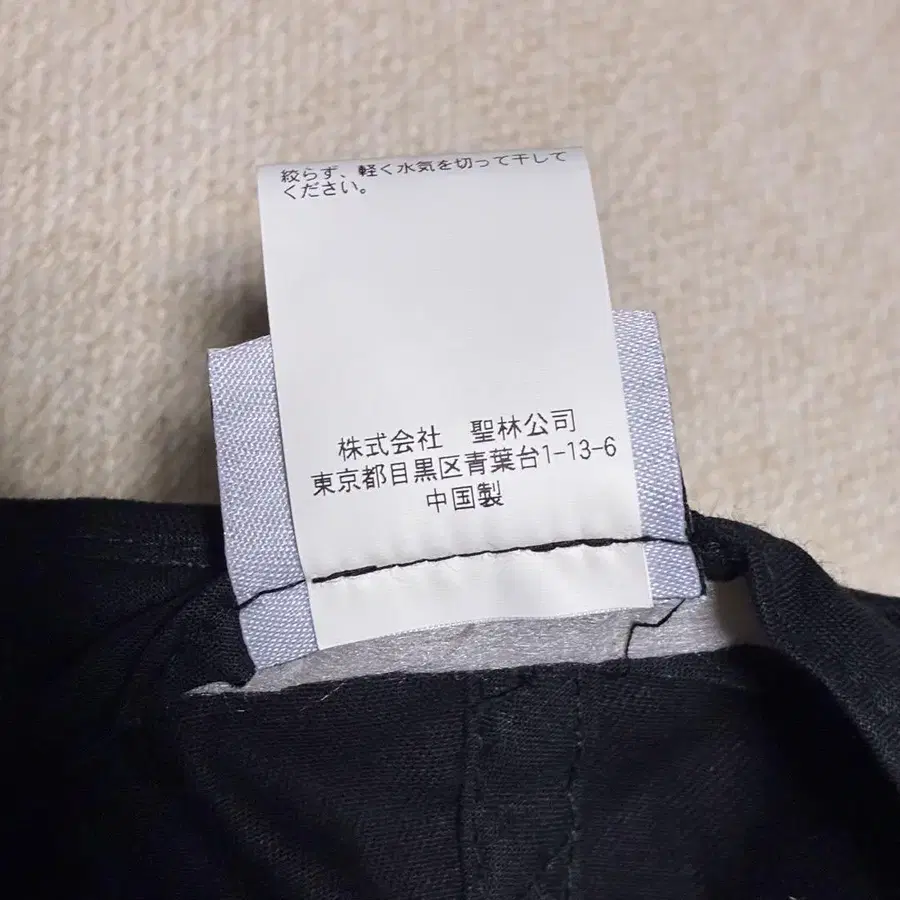 絞らず、軽く水気を切って干して
ください。
株式会社　聖林公司
東京都目黒区青葉台1-13-6
中国製